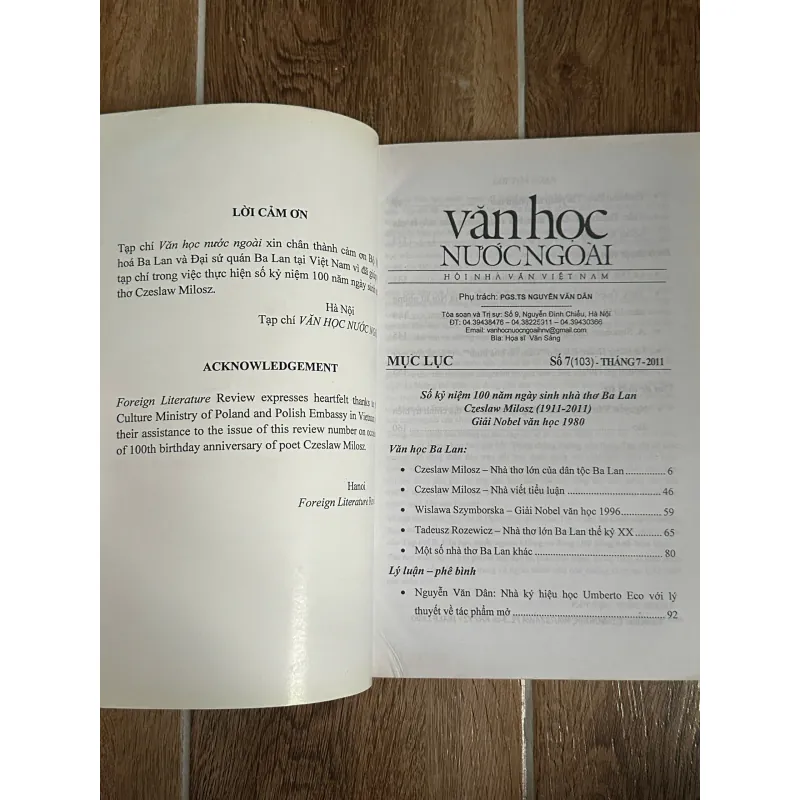 LỜI CẢM ƠN
Tạp chí Văn học nước ngoài xin chân thành cảm ơn Bộ
hoá Ba Lan và Đại sứ quán Ba Lan tại Việt Nam vì đã giúp
tạp chí trong việc thực hiện số kỷ niệm 100 năm ngày sinh
thơ Czeslaw Milosz.
Hà Nội
Tạp chí VĂN HỌC NƯỚC
ACKNOWLEDGEMENT
Foreign Literature Review expresses heartfelt thanks
Culture Ministry of Poland and Polish Embassy in Vietnam
their assistance to the issue of this review number on
of 100th birthday anniversary of poet Czeslaw Milosz.
Hanoi
Foreign Literature
văn học
NƯỚC NGOÀI
HỘI NHÀ VĂN VIỆT NAM
Phụ trách: PGS.TS NGUYỄN VĂN DÂN
Tòa soạn và Trị sự: Số 9, Nguyễn Đình Chiểu, Hà Nội
ĐT: 04.39438476 – 04.38225311 – 04.39430366
Email: vanhocnuocngoaihnv@gmail.com
Bìa: Họa sĩ Văn Sáng
MỤC LỤC Số 7(103) - THÁNG 7 - 2011
Số kỷ niệm 100 năm ngày sinh nhà thơ Ba Lan
Czeslaw Milosz (1911-2011)
Giải Nobel văn học 1980
Văn học Ba Lan:
• Czeslaw Milosz – Nhà thơ lớn của dân tộc Ba Lan ............... 6
• Czeslaw Milosz – Nhà viết tiểu luận ............................ 46
• Wislawa Szymborska – Giải Nobel văn học 1996 ............... 59
• Tadeusz Rozewicz – Nhà thơ lớn Ba Lan thế kỷ XX ......... 65
• Một số nhà thơ Ba Lan khác ........................................ 80
Lý luận – phê bình
• Nguyễn Văn Dân: Nhà ký hiệu học Umberto Eco với lý
thuyết về tác phẩm mở ................................................ 92